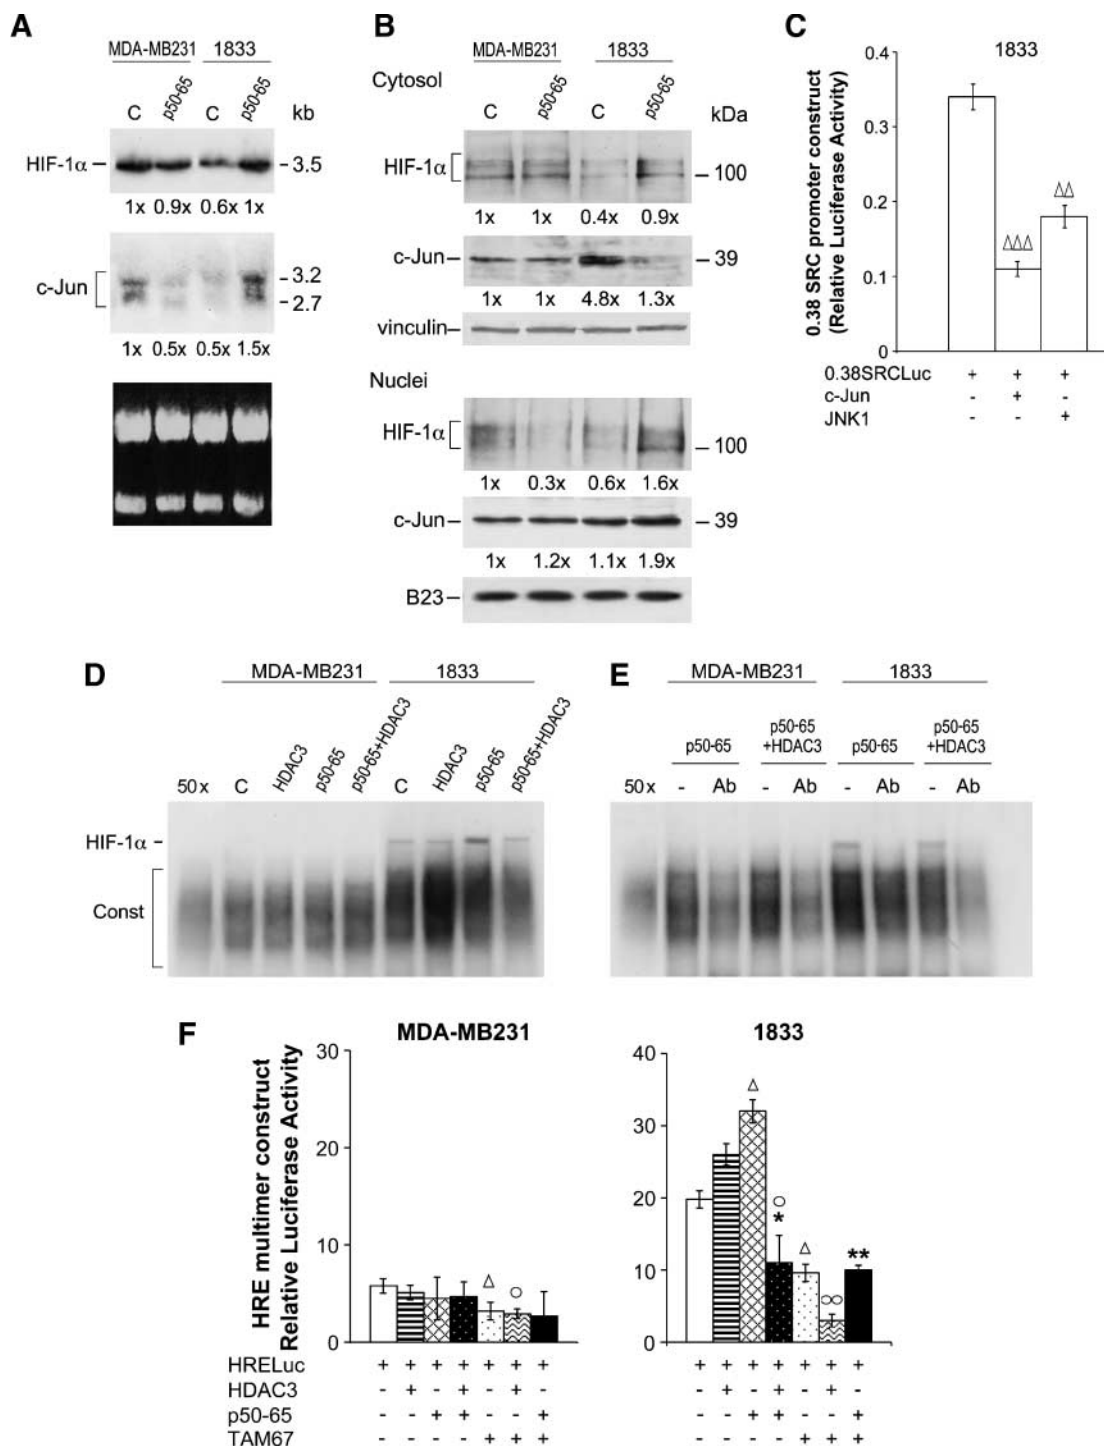 A
MDA-MB231 1833
C p50-65 C p50-65 kb
HIF-1α 3.5
1x 0.9x 0.6x 1x
c-Jun 3.2
2.7
1x 0.5x 0.5x 1.5x
B
MDA-MB231 1833
Cytosol
C p50-65 C p50-65 kDa
HIF-1α 100
1x 1x 0.4x 0.9x
c-Jun 39
1x 1x 4.8x 1.3x
vinculin
Nuclei
HIF-1α 100
1x 0.3x 0.6x 1.6x
c-Jun 39
1x 1.2x 1.1x 1.9x
B23
C
1833
0.38 SRC promoter construct
(Relative Luciferase Activity)
0.4
0.3
0.2
0.1
0
ΔΔΔ
ΔΔ
0.38SRCLuc + + +
c-Jun - + -
JNK1 - - +
D
MDA-MB231 1833
50x C HDAC3 p50-65 p50-65+HDAC3 C HDAC3 p50-65 p50-65+HDAC3
HIF-1α
Const
E
MDA-MB231 1833
p50-65 p50-65 +HDAC3 p50-65 p50-65 +HDAC3
50x - Ab - Ab - Ab - Ab
F
MDA-MB231
HRE multimer construct
Relative Luciferase Activity
30
20
10
0
Δ
○
1833
40
30
20
10
0
Δ
○
*
Δ
○○
**
HRELuc + + + + + + + + + + + + + +
HDAC3 - + - + - + - - + - + - + -
p50-65 - - + + - - + - - + + - - +
TAM67 - - - - + + + - - - - + + +